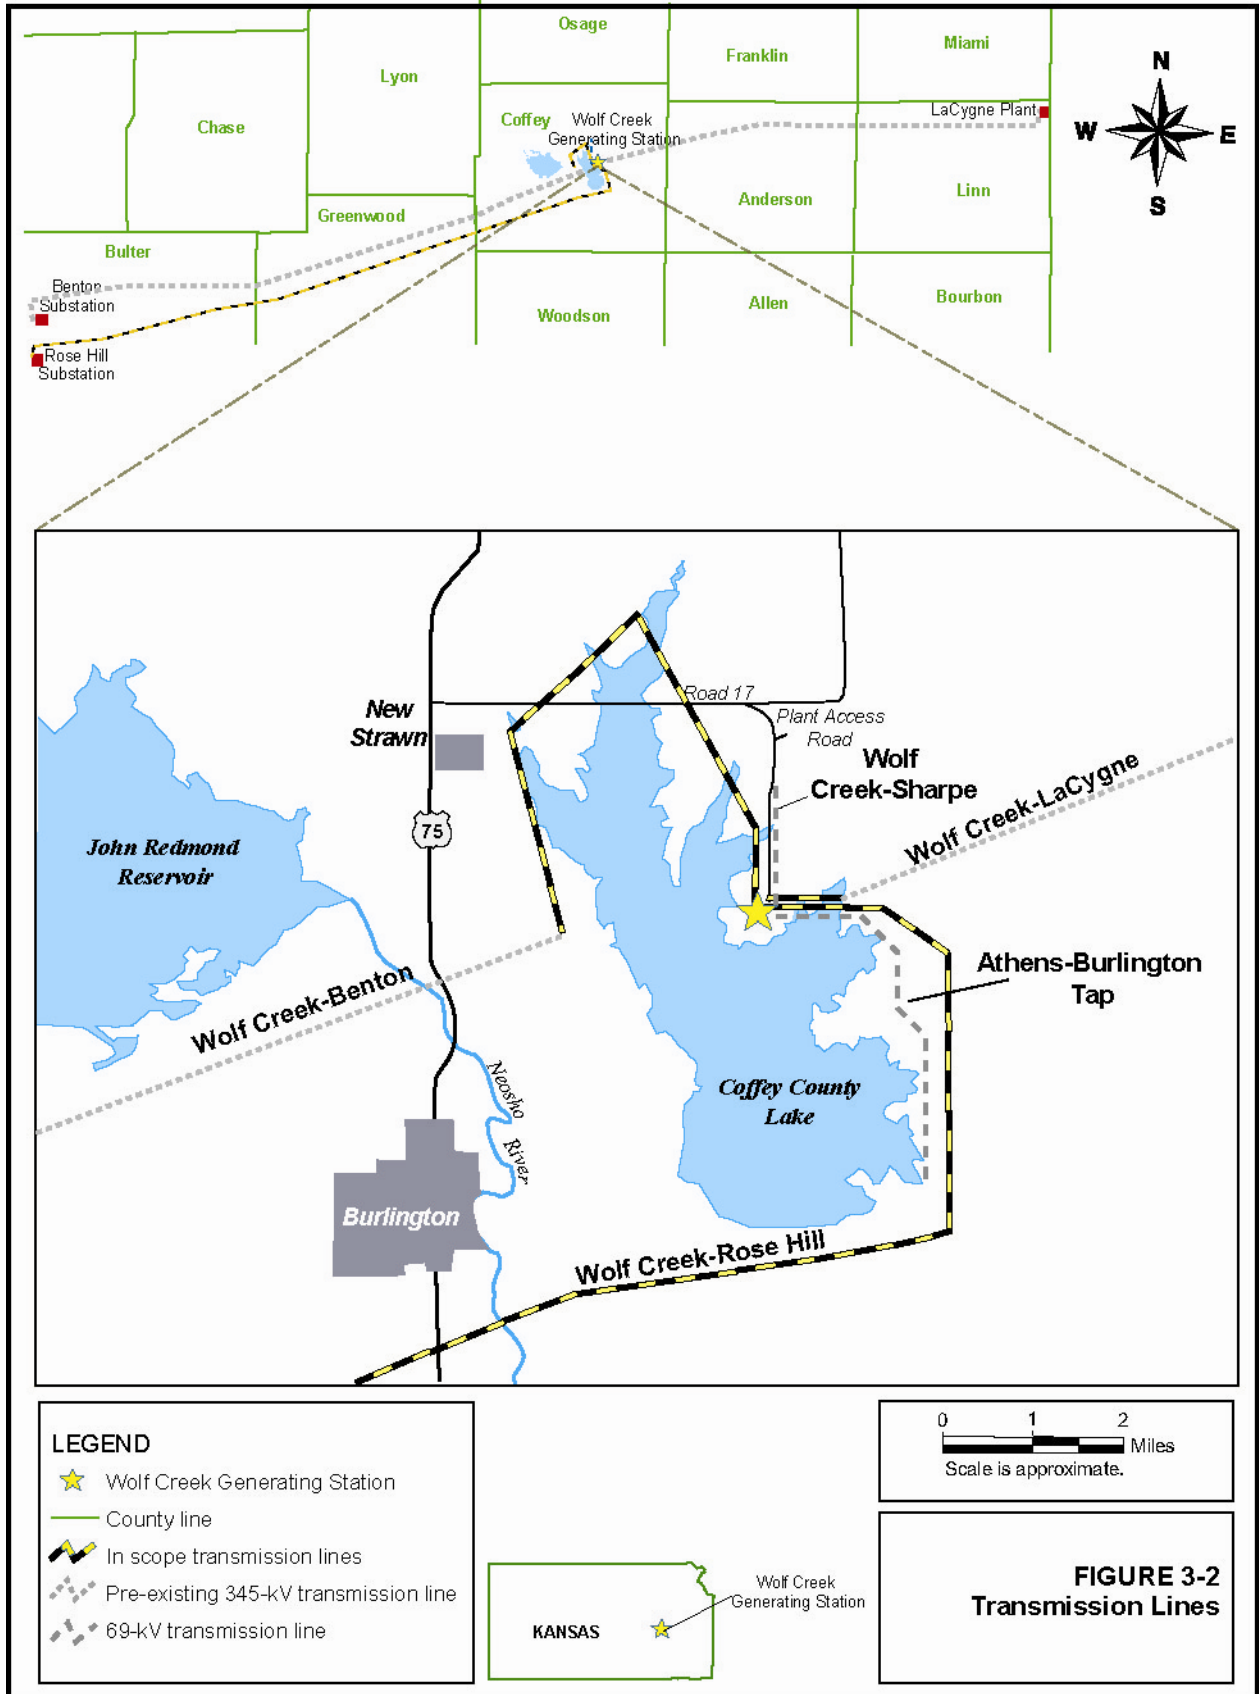 Osage
Franklin
Miami
Lyon
N
Chase
Coffey
Wolf Creek
Generating Station
LaCygne Plant
W
E
S
Greenwood
Anderson
Linn
Bulter
Benton
Substation
Woodson
Allen
Bourbon
Rose Hill
Substation
Road 17
New
Strawn
Plant Access
Road
Wolf
Creek-Sharpe
Wolf Creek-LaCygne
75
John Redmond
Reservoir
Athens-Burlington
Tap
Wolf Creek-Benton
Neosho
River
Coffey County
Lake
Burlington
Wolf Creek-Rose Hill
LEGEND
Wolf Creek Generating Station
County line
In scope transmission lines
Pre-existing 345-kV transmission line
69-kV transmission line
0 1 2
Miles
Scale is approximate.
Wolf Creek
Generating Station
KANSAS
FIGURE 3-2
Transmission Lines